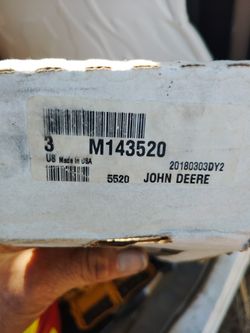 3 M143520
US Made in USA
20180303DY2
5520 JOHN DEERE